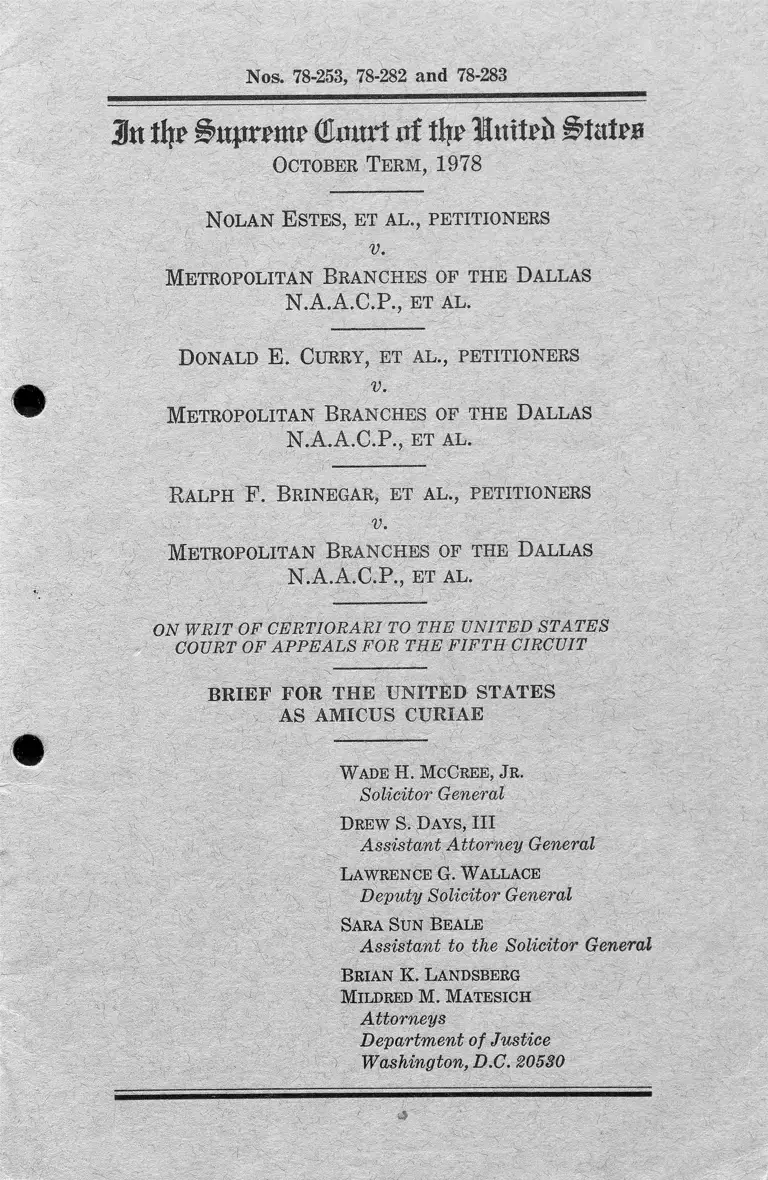 Nos. 78-253, 78-282 and 78-283
In the Supreme Court of the United States
OCTOBER TERM, 1978
NOLAN ESTES, ET AL., PETITIONERS
v.
METROPOLITAN BRANCHES OF THE DALLAS
N.A.A.C.P., ET AL.
DONALD E. CURRY, ET AL., PETITIONERS
v.
METROPOLITAN BRANCHES OF THE DALLAS
N.A.A.C.P., ET AL.
RALPH F. BRINEGAR, ET AL., PETITIONERS
v.
METROPOLITAN BRANCHES OF THE DALLAS
N.A.A.C.P., ET AL.
ON WRIT OF CERTIORARI TO THE UNITED STATES
COURT OF APPEALS FOR THE FIFTH CIRCUIT
BRIEF FOR THE UNITED STATES
AS AMICUS CURIAE
WADE H. MCCREE, JR.
Solicitor General
DREW S. DAYS, III
Assistant Attorney General
LAWRENCE G. WALLACE
Deputy Solicitor General
SARA SUN BEALE
Assistant to the Solicitor General
BRIAN K. LANDSBERG
MILDRED M. MATESICH
Attorneys
Department of Justice
Washington, D.C. 20530